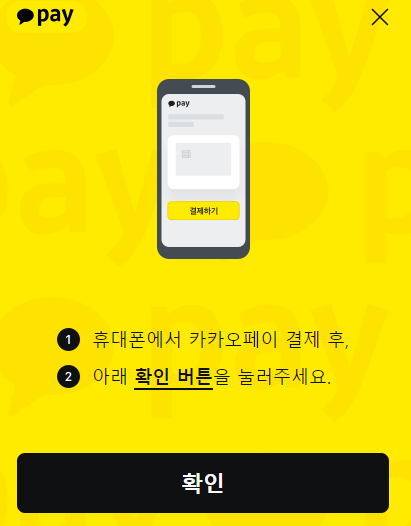 pay
pay
결제하기
1 휴대폰에서 카카오페이 결제 후,
2 아래 확인 버튼을 눌러주세요.
확인